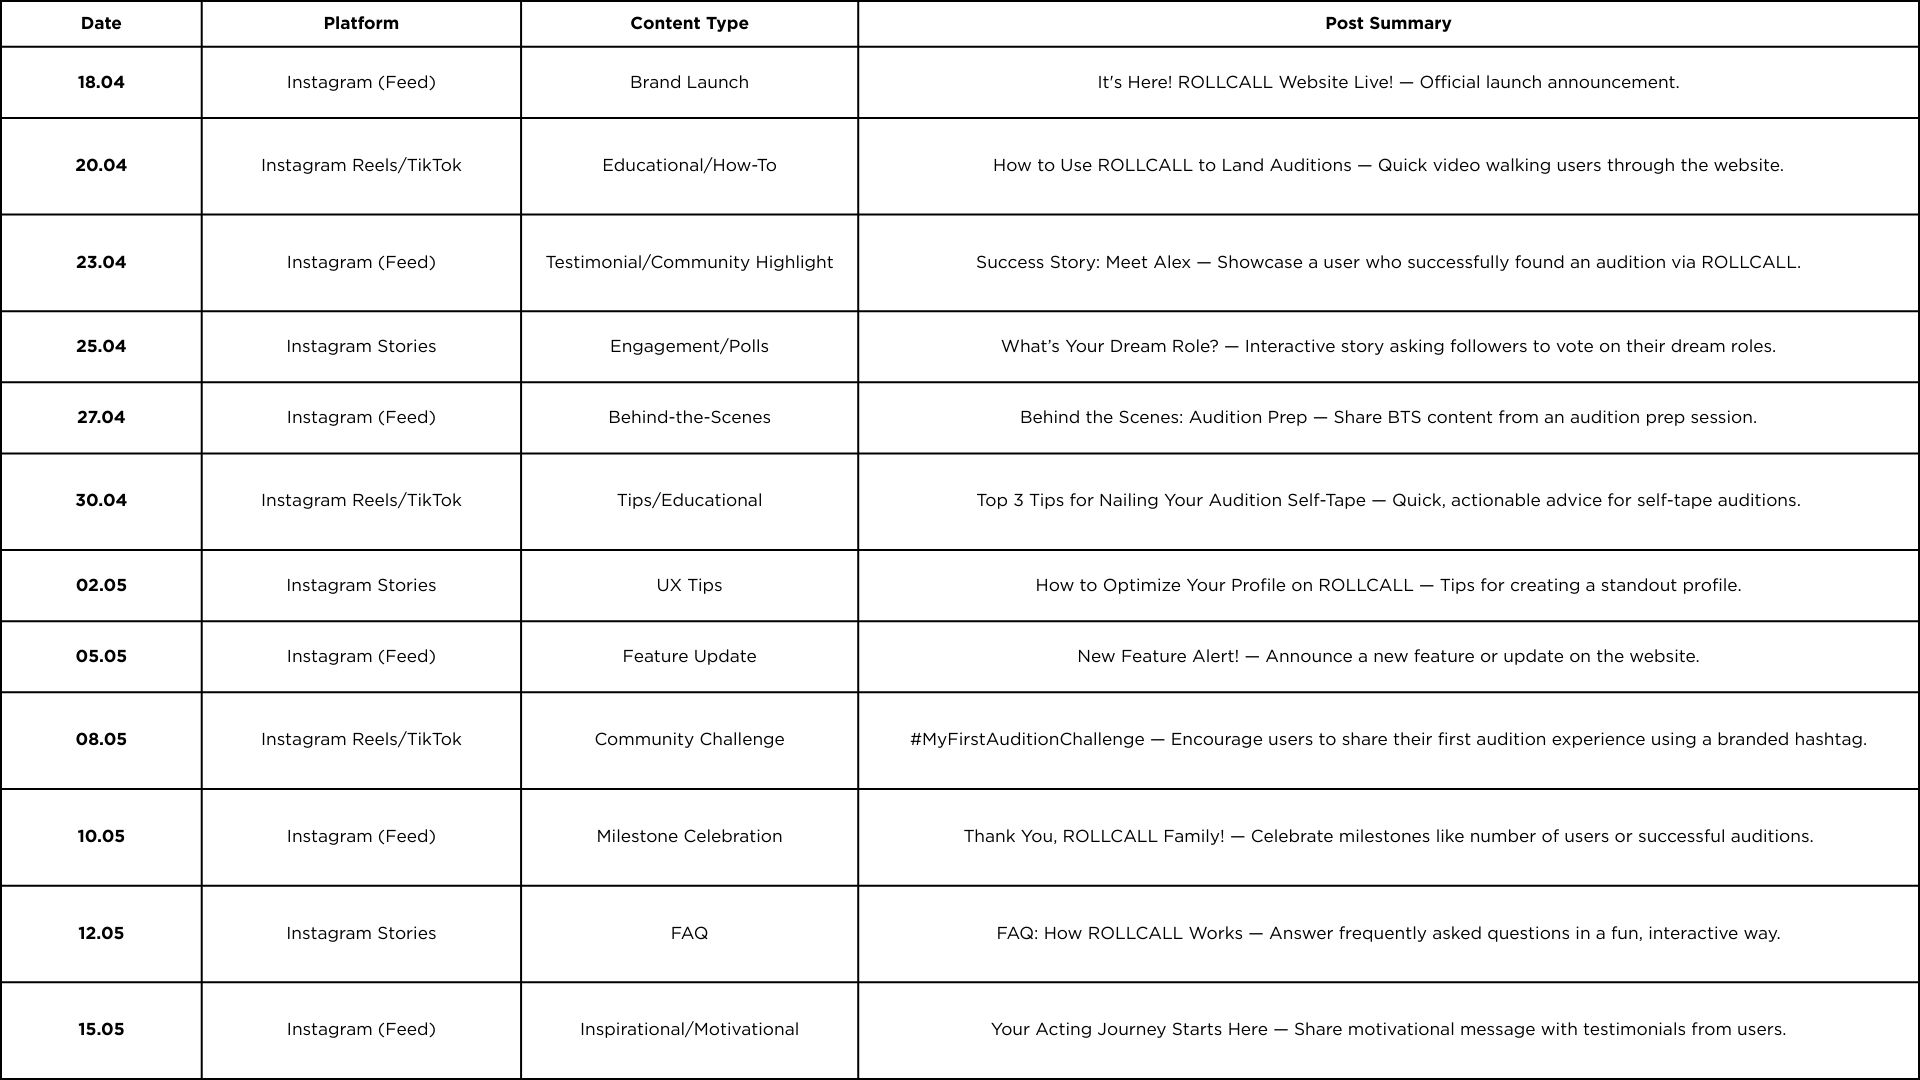 Date Platform Content Type Post Summary
18.04 Instagram (Feed) Brand Launch It's Here! ROLLCALL Website Live! — Official launch announcement.
20.04 Instagram Reels/TikTok Educational/How-To How to Use ROLLCALL to Land Auditions — Quick video walking users through the website.
23.04 Instagram (Feed) Testimonial/Community Highlight Success Story: Meet Alex — Showcase a user who successfully found an audition via ROLLCALL.
25.04 Instagram Stories Engagement/Polls What’s Your Dream Role? — Interactive story asking followers to vote on their dream roles.
27.04 Instagram (Feed) Behind-the-Scenes Behind the Scenes: Audition Prep — Share BTS content from an audition prep session.
30.04 Instagram Reels/TikTok Tips/Educational Top 3 Tips for Nailing Your Audition Self-Tape — Quick, actionable advice for self-tape auditions.
02.05 Instagram Stories UX Tips How to Optimize Your Profile on ROLLCALL — Tips for creating a standout profile.
05.05 Instagram (Feed) Feature Update New Feature Alert! — Announce a new feature or update on the website.
08.05 Instagram Reels/TikTok Community Challenge #MyFirstAuditionChallenge — Encourage users to share their first audition experience using a branded hashtag.
10.05 Instagram (Feed) Milestone Celebration Thank You, ROLLCALL Family! — Celebrate milestones like number of users or successful auditions.
12.05 Instagram Stories FAQ FAQ: How ROLLCALL Works — Answer frequently asked questions in a fun, interactive way.
15.05 Instagram (Feed) Inspirational/Motivational Your Acting Journey Starts Here — Share motivational message with testimonials from users.